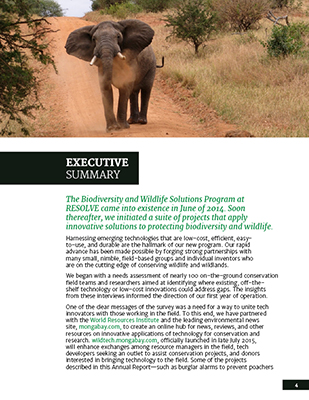 EXECUTIVE
SUMMARY
The Biodiversity and Wildlife Solutions Program at
RESOLVE came into existence in June of 2014. Soon
thereafter, we initiated a suite of projects that apply
innovative solutions to protecting biodiversity and wildlife.
Harnessing emerging technologies that are low-cost, efficient, easy-
to-use, and durable are the hallmark of our new program. Our rapid
advance has been made possible by forging strong partnerships with
many small, nimble, field-based groups and individual inventors who
are on the cutting edge of conserving wildlife and wildlands.
We began with a needs assessment of nearly 100 on-the-ground conservation
field teams and researchers aimed at identifying where existing, off-the-
shelf technology or low-cost innovations could address gaps. The insights
from these interviews informed the direction of our first year of operation.
One of the clear messages of the survey was a need for a way to unite tech
innovators with those working in the field. To this end, we have partnered
with the World Resources Institute and the leading environmental news
site, mongabay.com, to create an online hub for news, reviews, and other
resources on innovative applications of technology for conservation and
research. wildtech.mongabay.com, officially launched in late July 2015,
will enhance exchanges among resource managers in the field, tech
developers seeking an outlet to assist conservation projects, and donors
interested in bringing technology to the field. Some of the projects
described in this Annual Report—such as burglar alarms to prevent poachers
4